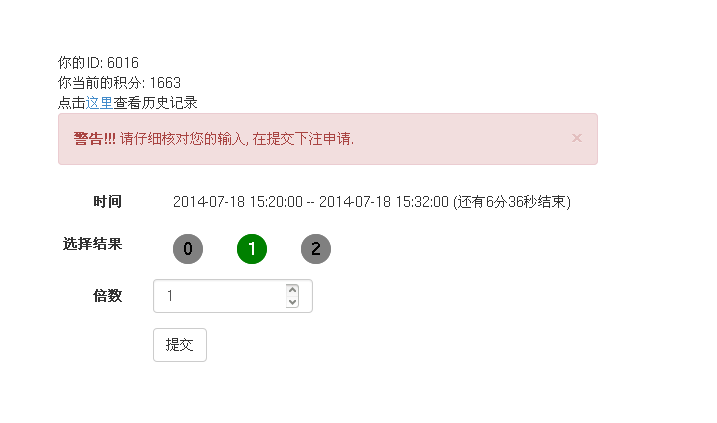 你的ID: 6016
你当前的积分: 1663
点击这里查看历史记录
警告!!! 请仔细核对您的输入, 在提交下注申请. ×
时间 2014-07-18 15:20:00 -- 2014-07-18 15:32:00 (还有6分36秒结束)
选择结果 0 1 2
倍数 1
提交